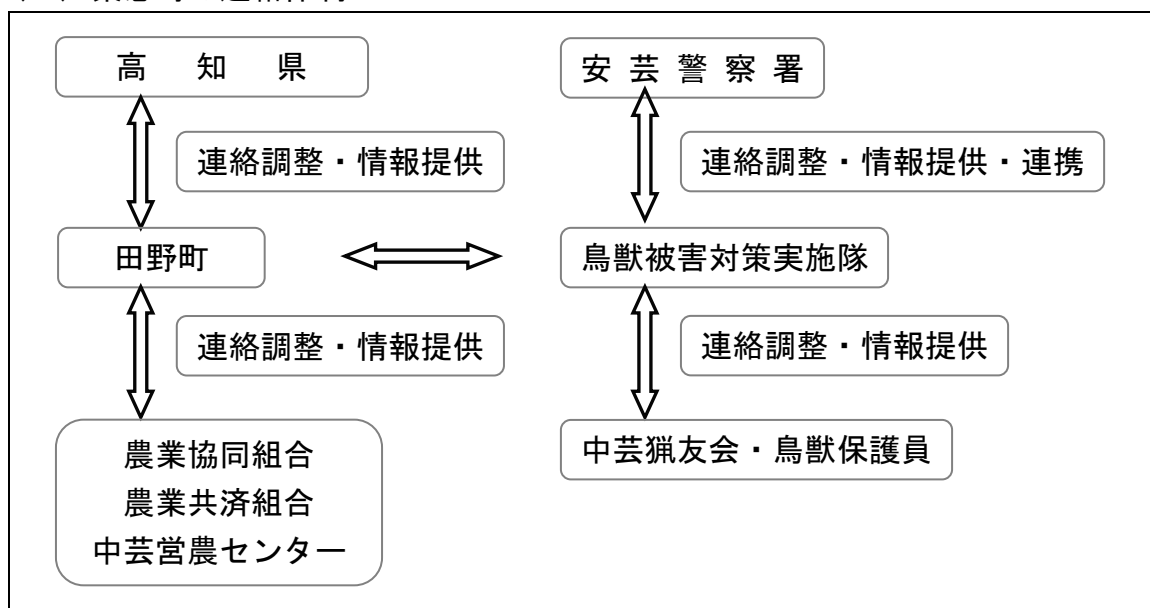 高知県
安芸警察署
連絡調整・情報提供
連絡調整・情報提供・連携
田野町
鳥獣被害対策実施隊
連絡調整・情報提供
連絡調整・情報提供
農業協同組合
農業共済組合
中芸営農センター
中芸猟友会・鳥獣保護員